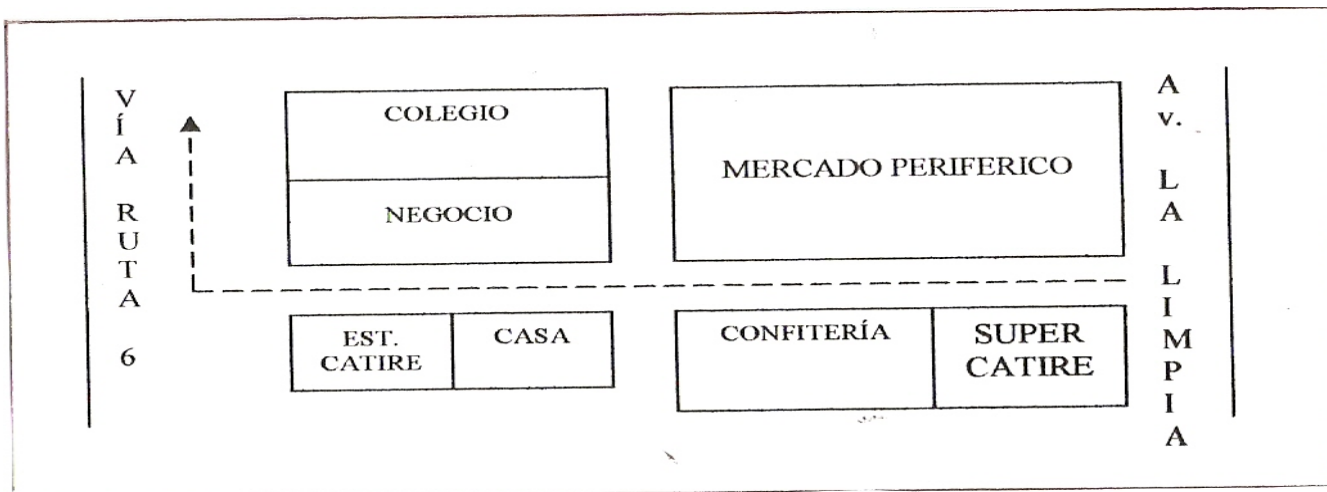 VÍA RUTA 6
COLEGIO
NEGOCIO
MERCADO PERIFERICO
Av. LA LIMPIA
EST.
CATIRE
CASA
CONFITERÍA
SUPER
CATIRE